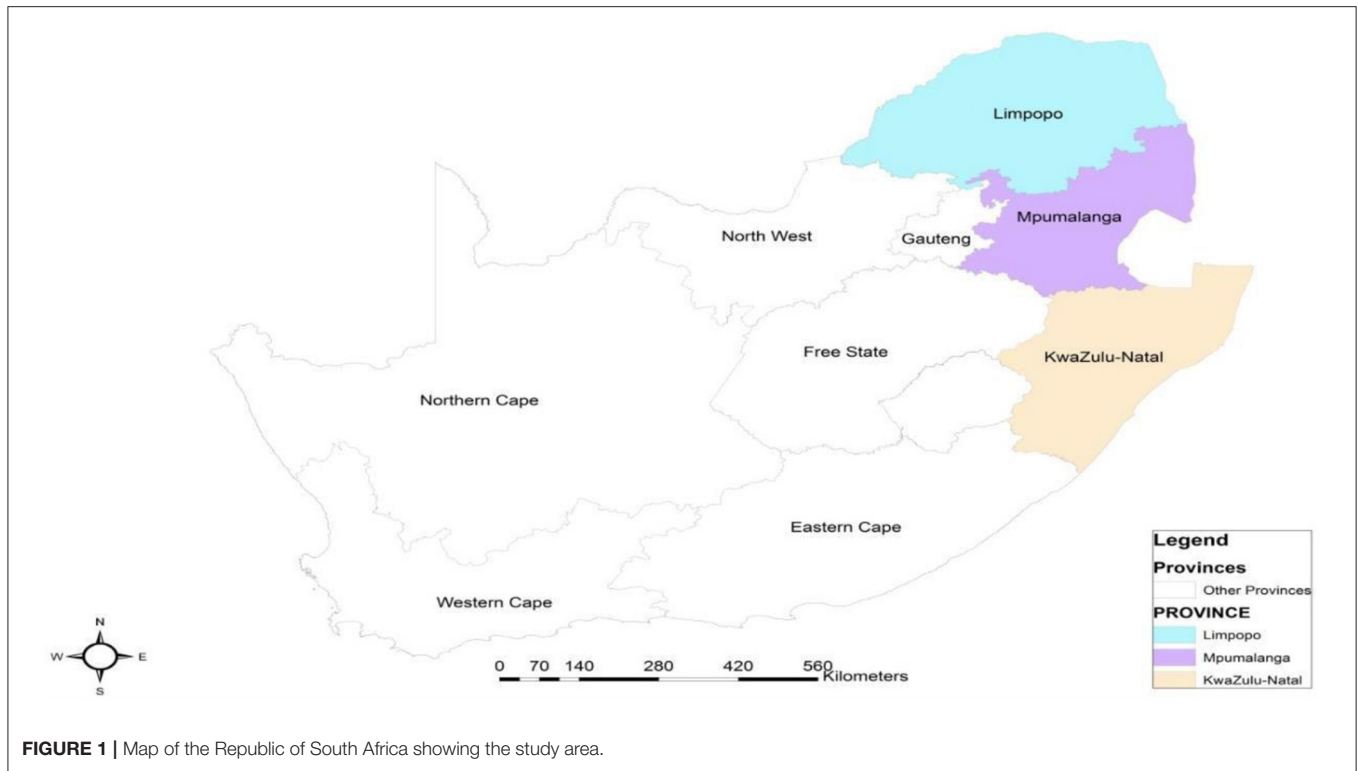 Limpopo
Mpumalanga
North West
Gauteng
Free State
KwaZulu-Natal
Northern Cape
Eastern Cape
Western Cape
N
W E
S
0 70 140 280 420 560
Kilometers
Legend
Provinces
Other Provinces
PROVINCE
Limpopo
Mpumalanga
KwaZulu-Natal
FIGURE 1 | Map of the Republic of South Africa showing the study area.